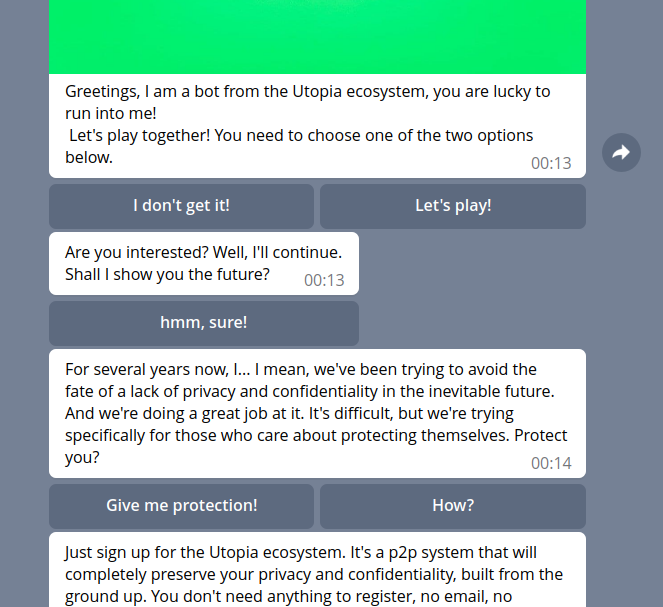 Greetings, I am a bot from the Utopia ecosystem, you are lucky to
run into me!
Let's play together! You need to choose one of the two options
below.
00:13
I don't get it!
Let's play!
Are you interested? Well, I'll continue.
Shall I show you the future?
00:13
hmm, sure!
For several years now, I... I mean, we've been trying to avoid the
fate of a lack of privacy and confidentiality in the inevitable future.
And we're doing a great job at it. It's difficult, but we're trying
specifically for those who care about protecting themselves. Protect
you?
00:14
Give me protection!
How?
Just sign up for the Utopia ecosystem. It's a p2p system that will
completely preserve your privacy and confidentiality, built from the
ground up. You don't need anything to register, no email, no